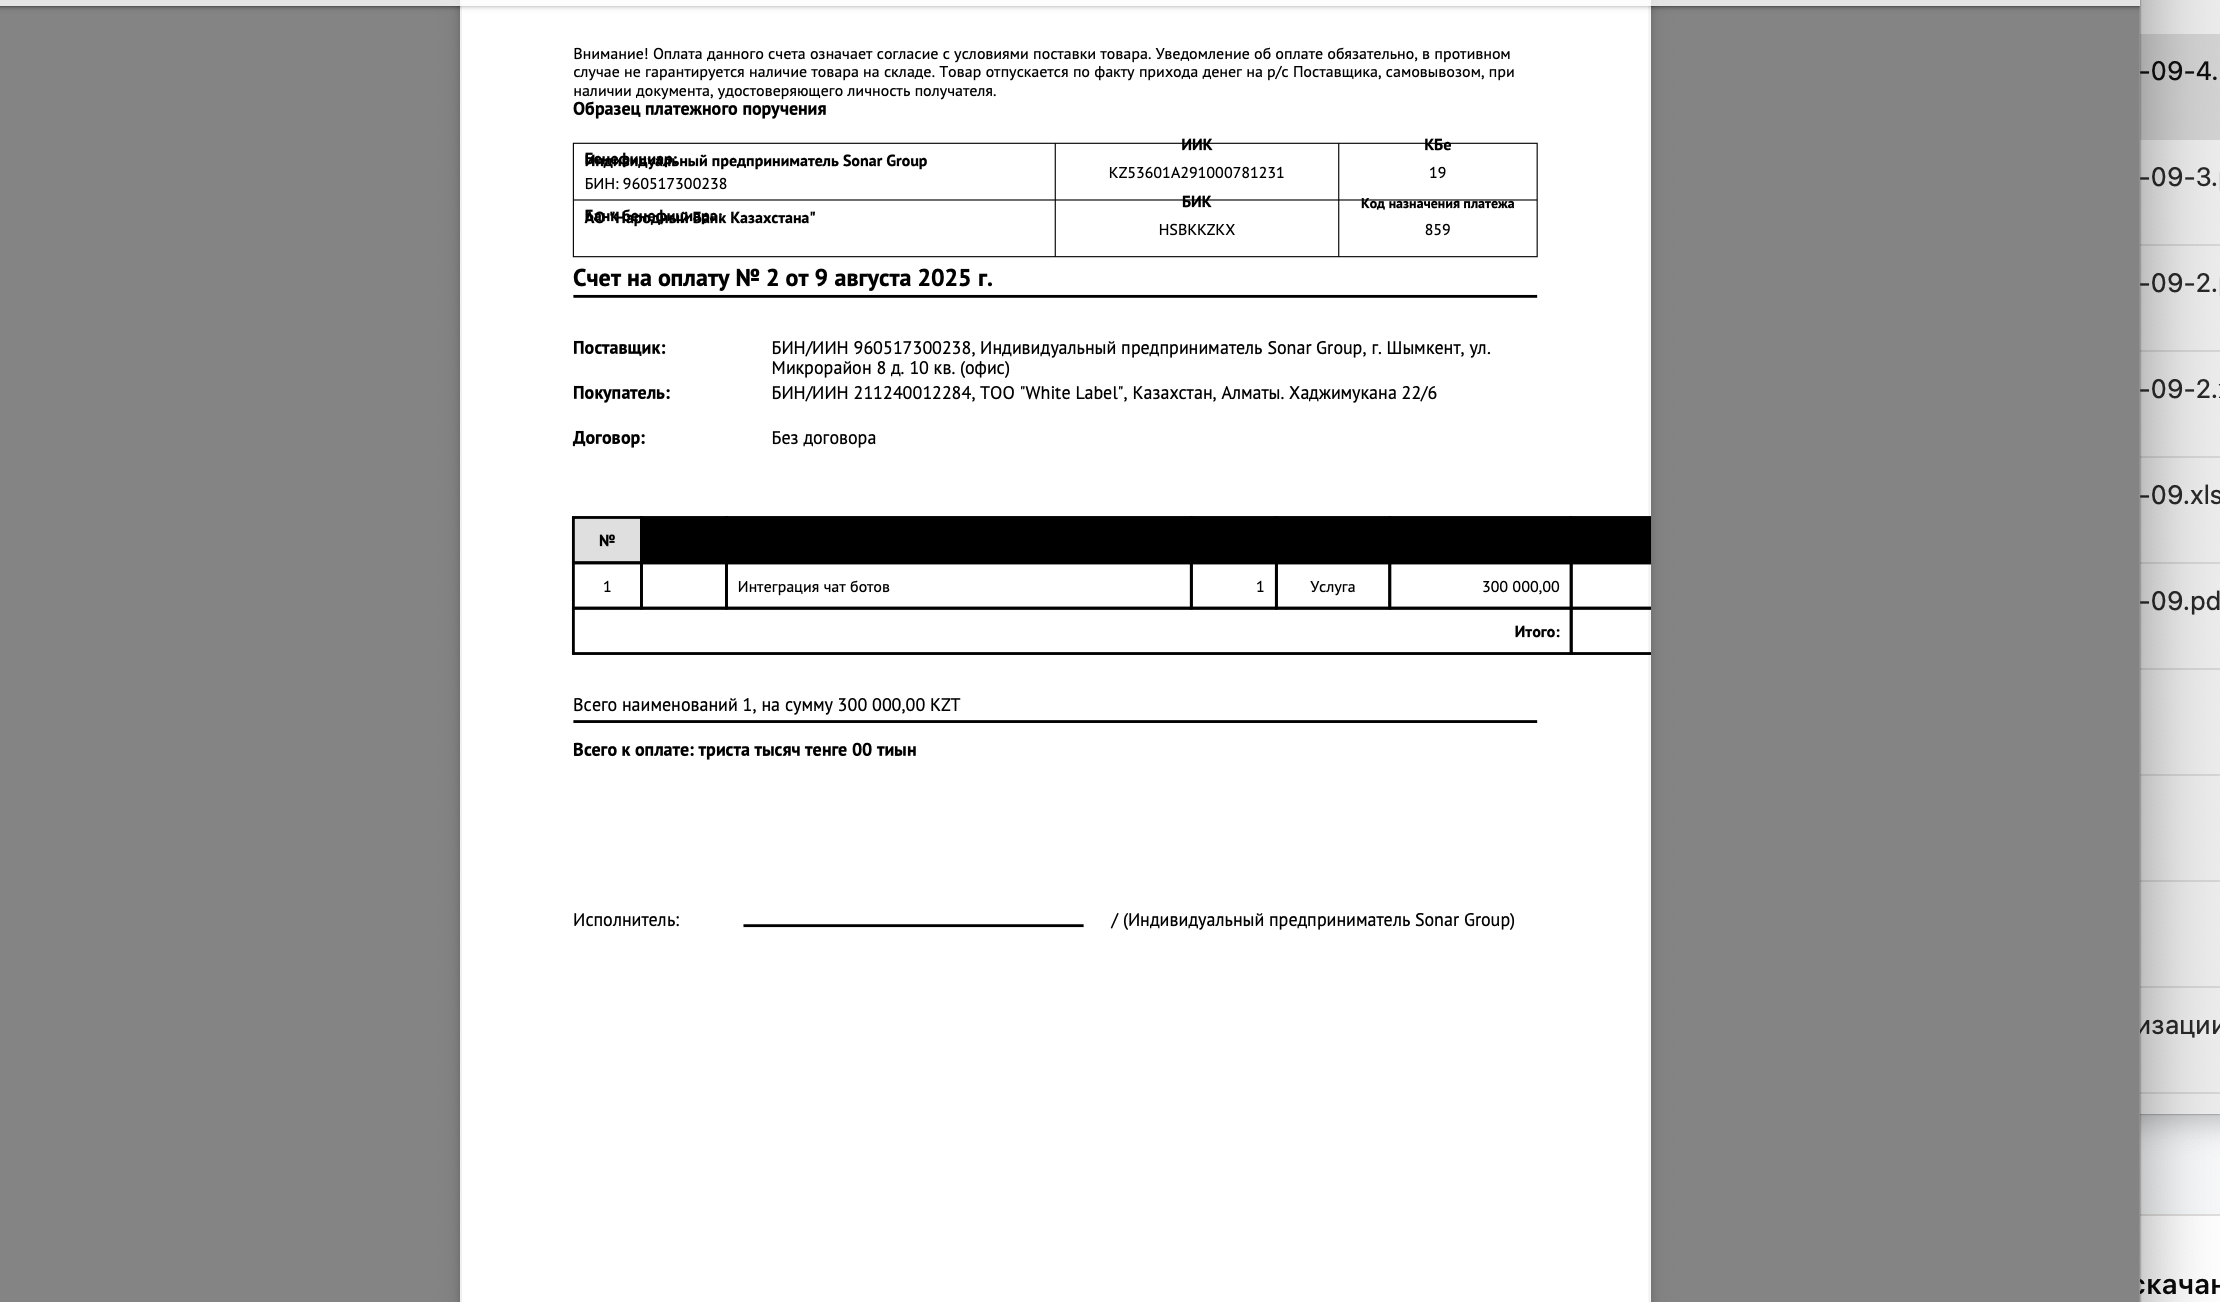 Внимание! Оплата данного счета означает согласие с условиями поставки товара. Уведомление об оплате обязательно, в противном
случае не гарантируется наличие товара на складе. Товар отпускается по факту прихода денег на р/с Поставщика, самовывозом, при
наличии документа, удостоверяющего личность получателя.
Образец платежного поручения
Бенефициар:
Индивидуальный предприниматель Sonar Group
БИН: 960517300238
ИИК
KZ53601A291000781231
КБе
19
Банк бенефициара:
АО "Народный Банк Казахстана"
БИК
HSBKKZKX
Код назначения платежа
859
Счет на оплату № 2 от 9 августа 2025 г.
Поставщик: БИН/ИИН 960517300238, Индивидуальный предприниматель Sonar Group, г. Шымкент, ул.
Микрорайон 8 д. 10 кв. (офис)
Покупатель: БИН/ИИН 211240012284, ТОО "White Label", Казахстан, Алматы. Хаджимукана 22/6
Договор: Без договора
№
1 Интеграция чат ботов 1 Услуга 300 000,00
Итого:
Всего наименований 1, на сумму 300 000,00 KZT
Всего к оплате: триста тысяч тенге 00 тиын
Исполнитель: / (Индивидуальный предприниматель Sonar Group)
-09-4.
-09-3.
-09-2.
-09-2.
-09.xls
-09.pd
изации
скачан